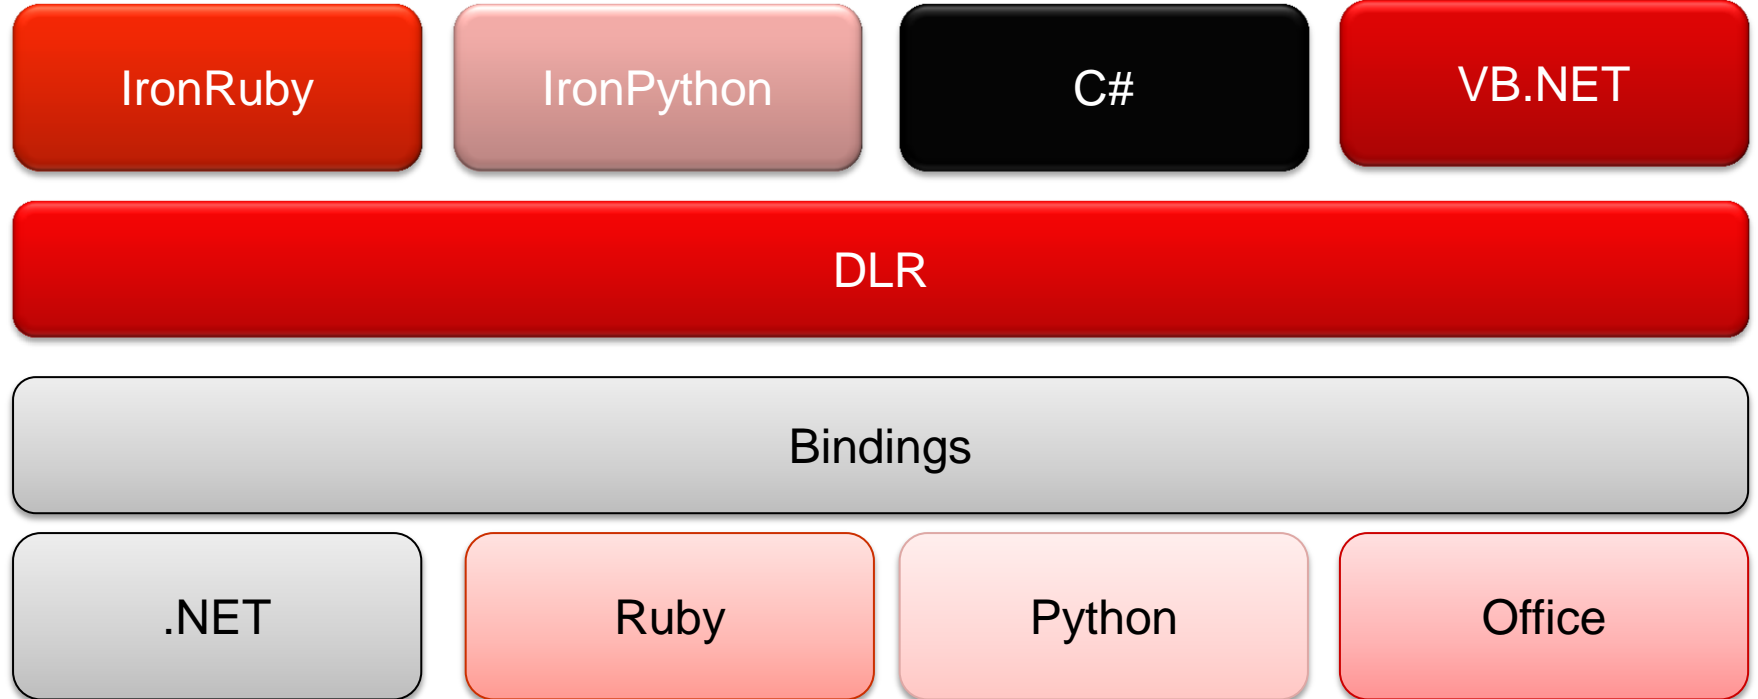 IronRuby
IronPython
C#
VB.NET
DLR
Bindings
.NET
Ruby
Python
Office